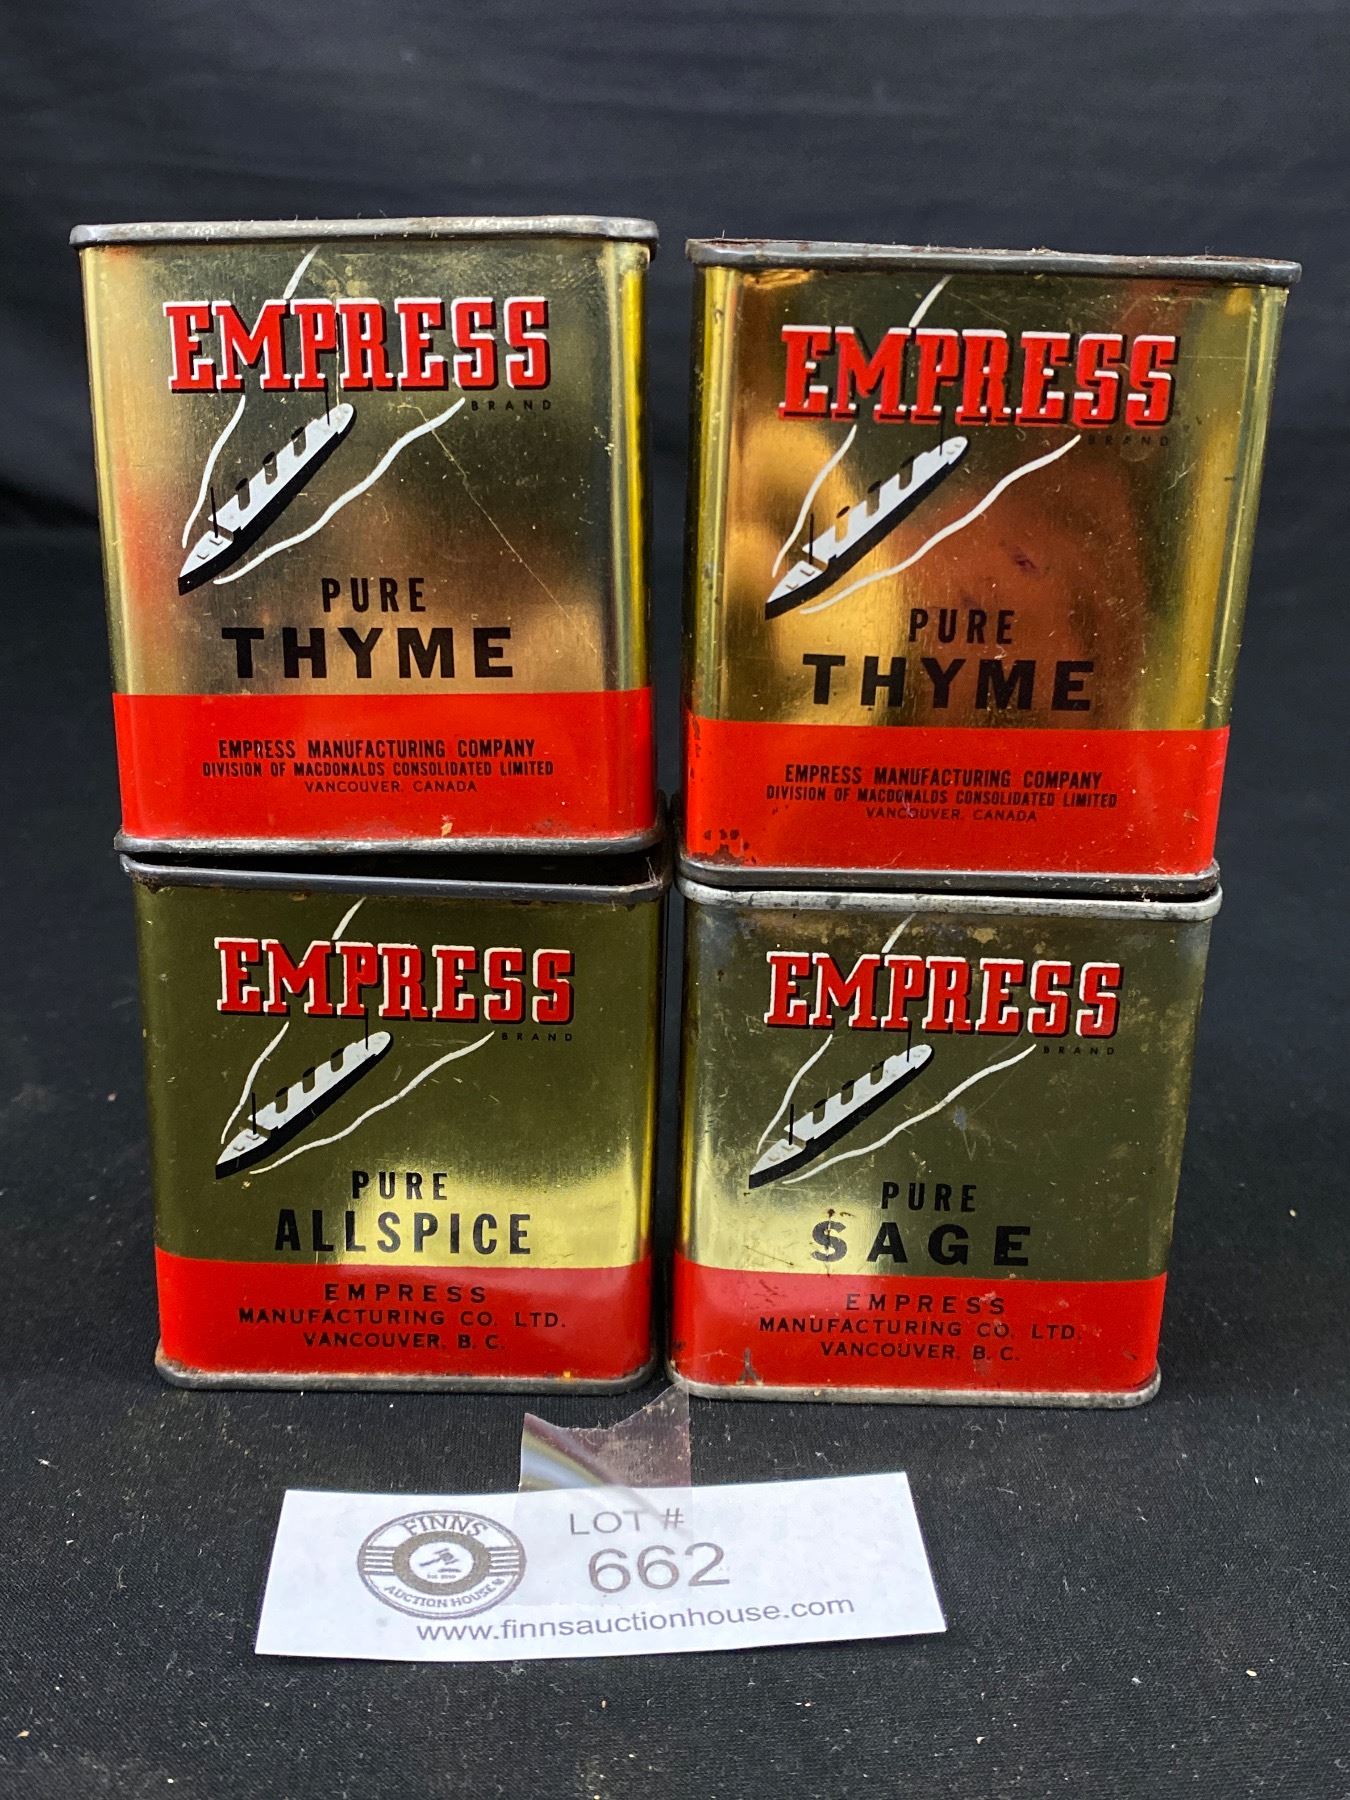 EMPRESS
BRAND
PURE
THYME
EMPRESS MANUFACTURING COMPANY
DIVISION OF MACDONALDS CONSOLIDATED LIMITED
VANCOUVER, CANADA
EMPRESS
BRAND
PURE
THYME
EMPRESS MANUFACTURING COMPANY
DIVISION OF MACDONALDS CONSOLIDATED LIMITED
VANCOUVER, CANADA
EMPRESS
BRAND
PURE
ALLSPICE
EMPRESS
MANUFACTURING CO. LTD.
VANCOUVER, B. C.
EMPRESS
BRAND
PURE
SAGE
EMPRESS
MANUFACTURING CO. LTD.
VANCOUVER, B. C.
FINNS
AUCTION HOUSE
LOT #
662
www.finnsauctionhouse.com